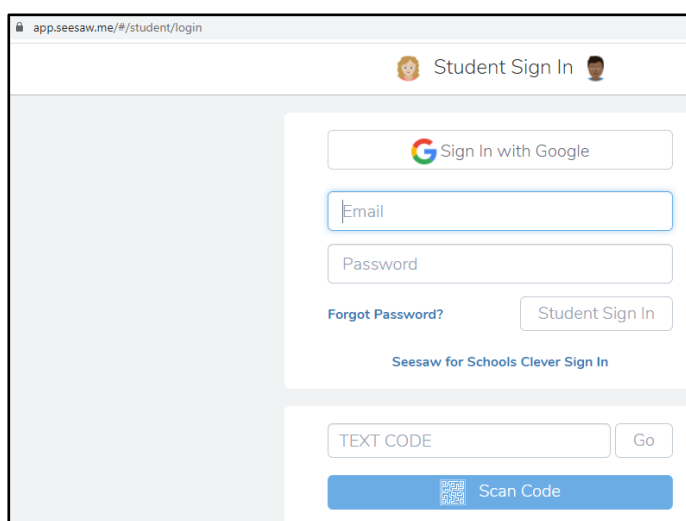 app.seesaw.me/#/student/login
Student Sign In
Sign In with Google
Email
Password
Forgot Password?
Student Sign In
Seesaw for Schools Clever Sign In
TEXT CODE
Go
Scan Code